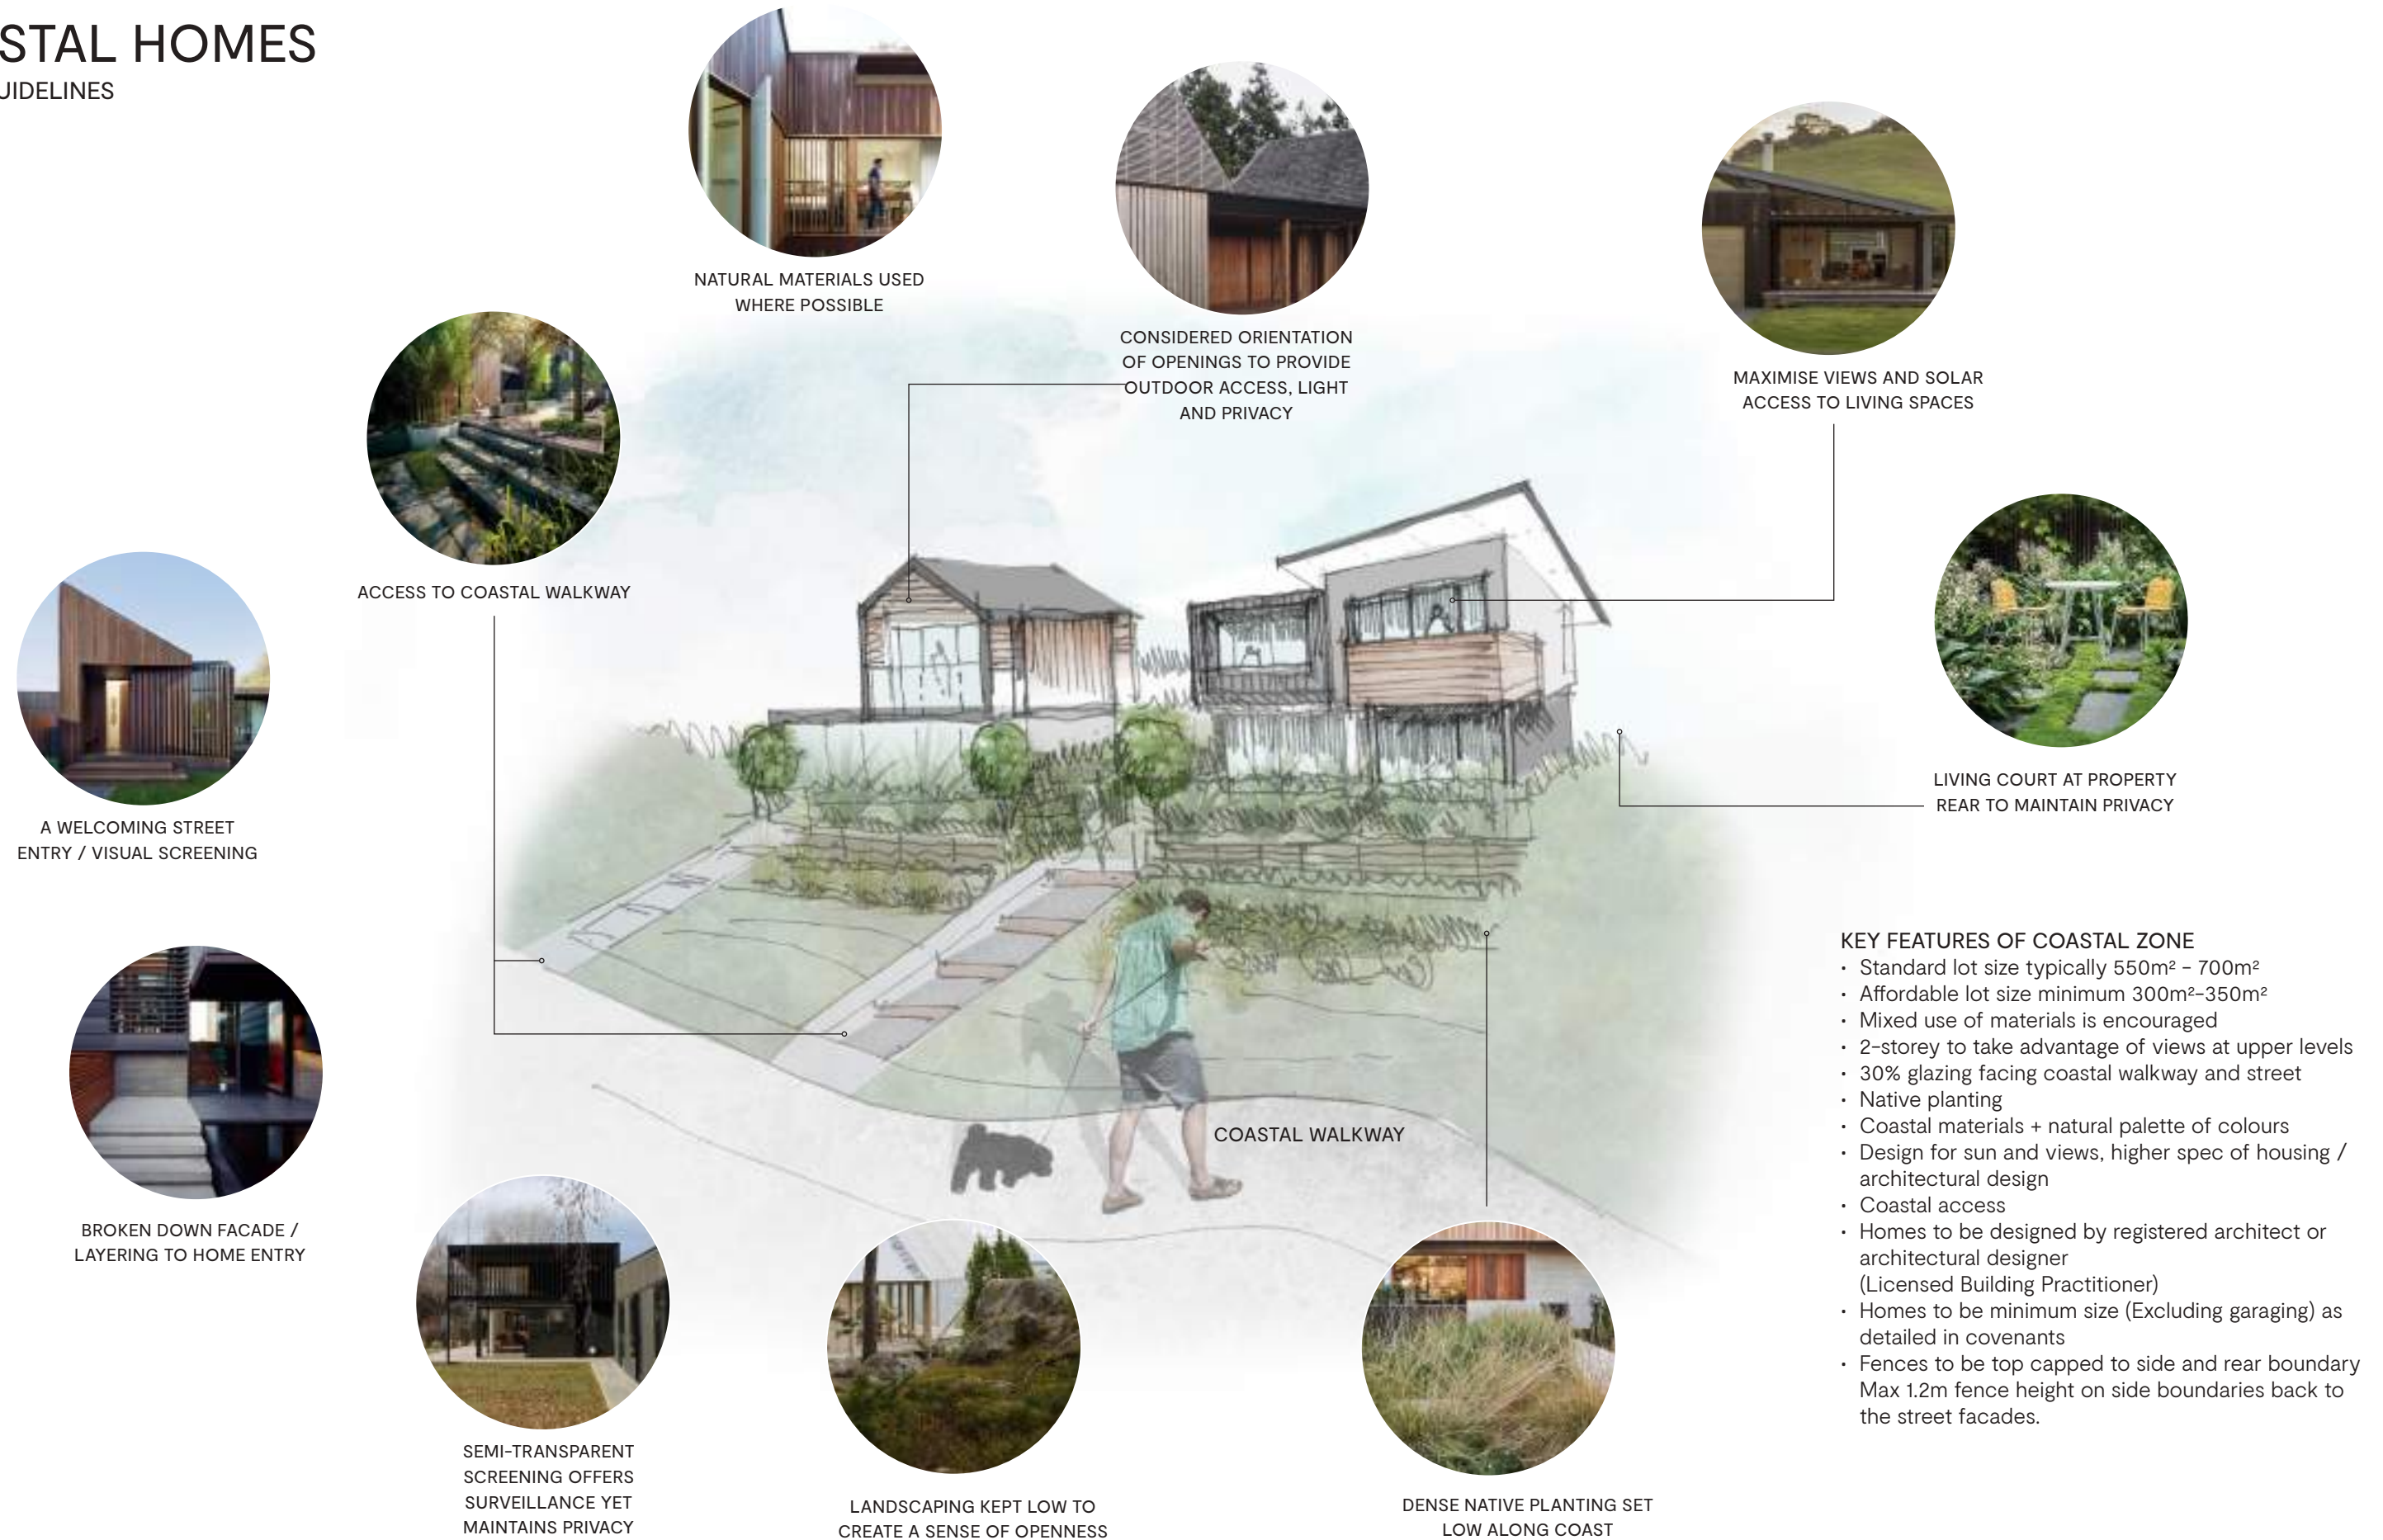 STAL HOMES
UIDELINES
NATURAL MATERIALS USED
WHERE POSSIBLE
CONSIDERED ORIENTATION
OF OPENINGS TO PROVIDE
OUTDOOR ACCESS, LIGHT
AND PRIVACY
MAXIMISE VIEWS AND SOLAR
ACCESS TO LIVING SPACES
ACCESS TO COASTAL WALKWAY
A WELCOMING STREET
ENTRY / VISUAL SCREENING
LIVING COURT AT PROPERTY
REAR TO MAINTAIN PRIVACY
BROKEN DOWN FACADE /
LAYERING TO HOME ENTRY
COASTAL WALKWAY
KEY FEATURES OF COASTAL ZONE
• Standard lot size typically 550m² - 700m²
• Affordable lot size minimum 300m²-350m²
• Mixed use of materials is encouraged
• 2-storey to take advantage of views at upper levels
• 30% glazing facing coastal walkway and street
• Native planting
• Coastal materials + natural palette of colours
• Design for sun and views, higher spec of housing /
architectural design
• Coastal access
• Homes to be designed by registered architect or
architectural designer
(Licensed Building Practitioner)
• Homes to be minimum size (Excluding garaging) as
detailed in covenants
• Fences to be top capped to side and rear boundary
Max 1.2m fence height on side boundaries back to
the street facades.
SEMI-TRANSPARENT
SCREENING OFFERS
SURVEILLANCE YET
MAINTAINS PRIVACY
LANDSCAPING KEPT LOW TO
CREATE A SENSE OF OPENNESS
DENSE NATIVE PLANTING SET
LOW ALONG COAST